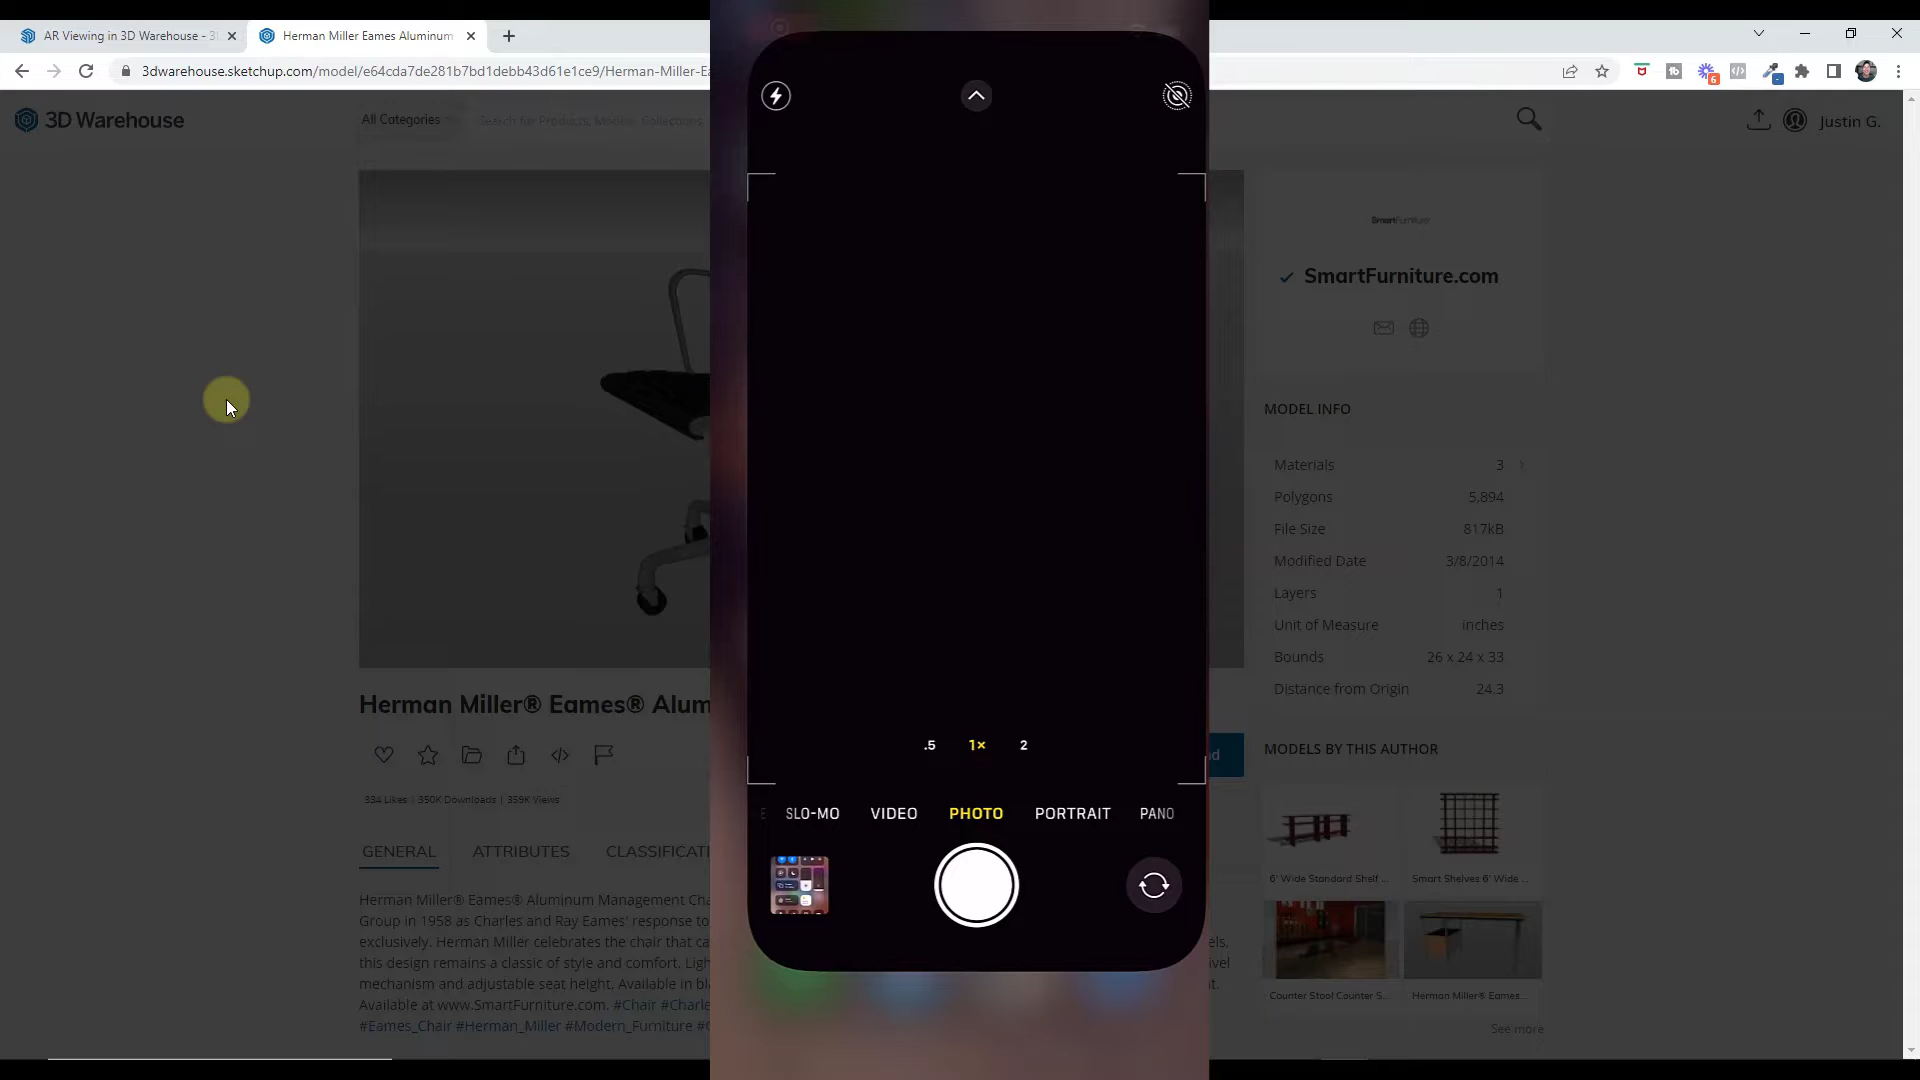 AR Viewing in 3D Warehouse - 3
Herman Miller Eames Aluminum
3dwarehouse.sketchup.com/model/e64cda7de281b7bd1debb43d61e1ce9/Herman-Miller-Ea
3D Warehouse
All Categories
Search for Products, Models, Collections
Justin G.
SmartFurniture
SmartFurniture.com
MODEL INFO
Materials 3
Polygons 5,894
File Size 817kB
Modified Date 3/8/2014
Layers 1
Unit of Measure inches
Bounds 26 x 24 x 33
Distance from Origin 24.3
Herman Miller® Eames® Alum
334 Likes | 350K Downloads | 359K Views
.5 1× 2
SLO-MO VIDEO PHOTO PORTRAIT PANO
MODELS BY THIS AUTHOR
6' Wide Standard Shelf ...
Smart Shelves 6' Wide ...
Counter Stool Counter S...
Herman Miller® Eames...
See more
GENERAL ATTRIBUTES CLASSIFICAT
Herman Miller® Eames® Aluminum Management Cha
Group in 1958 as Charles and Ray Eames' response to
exclusively. Herman Miller celebrates the chair that ca
this design remains a classic of style and comfort. Ligh
mechanism and adjustable seat height. Available in bl
Available at www.SmartFurniture.com. #Chair #Charle
#Eames_Chair #Herman_Miller #Modern_Furniture